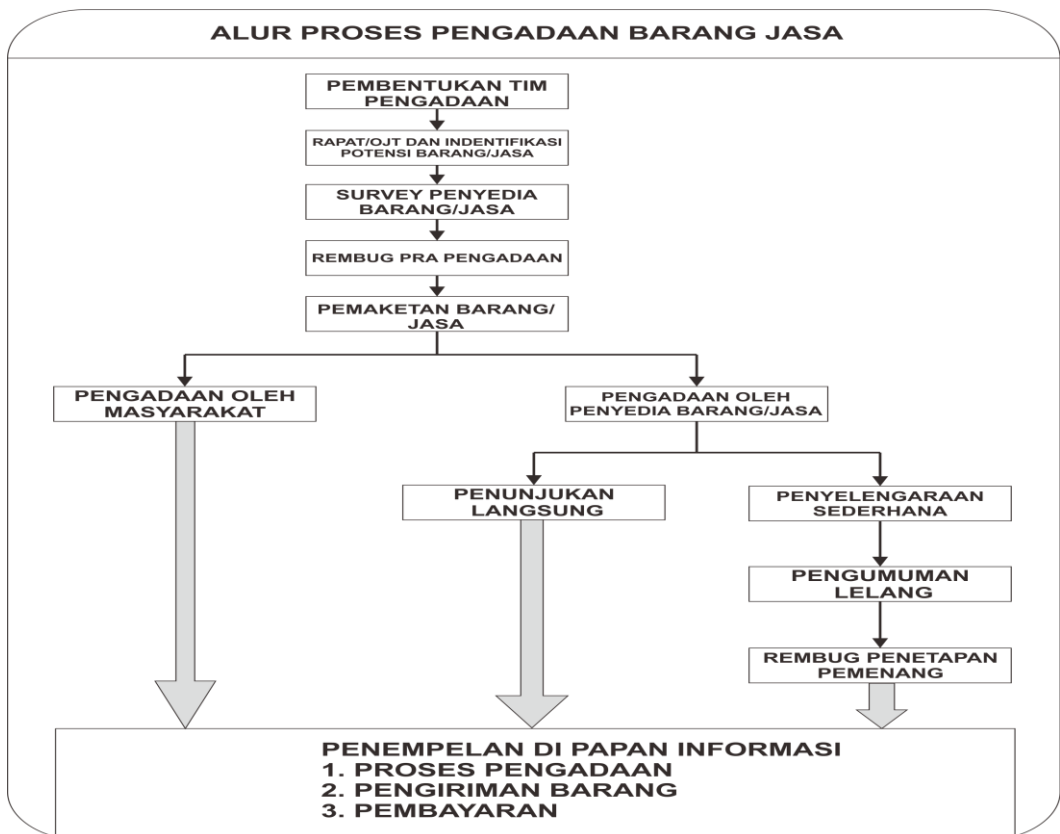 ALUR PROSES PENGADAAN BARANG JASA
PEMBENTUKAN TIM
PENGADAAN
RAPAT/OJT DAN INDENTIFIKASI
POTENSI BARANG/JASA
SURVEY PENYEDIA
BARANG/JASA
REMBUG PRA PENGADAAN
PEMAKETAN BARANG/
JASA
PENGADAAN OLEH
MASYARAKAT
PENGADAAN OLEH
PENYEDIA BARANG/JASA
PENUNJUKAN
LANGSUNG
PENYELENGARAAN
SEDERHANA
PENGUMUMAN
LELANG
REMBUG PENETAPAN
PEMENANG
PENEMPELAN DI PAPAN INFORMASI
1. PROSES PENGADAAN
2. PENGIRIMAN BARANG
3. PEMBAYARAN